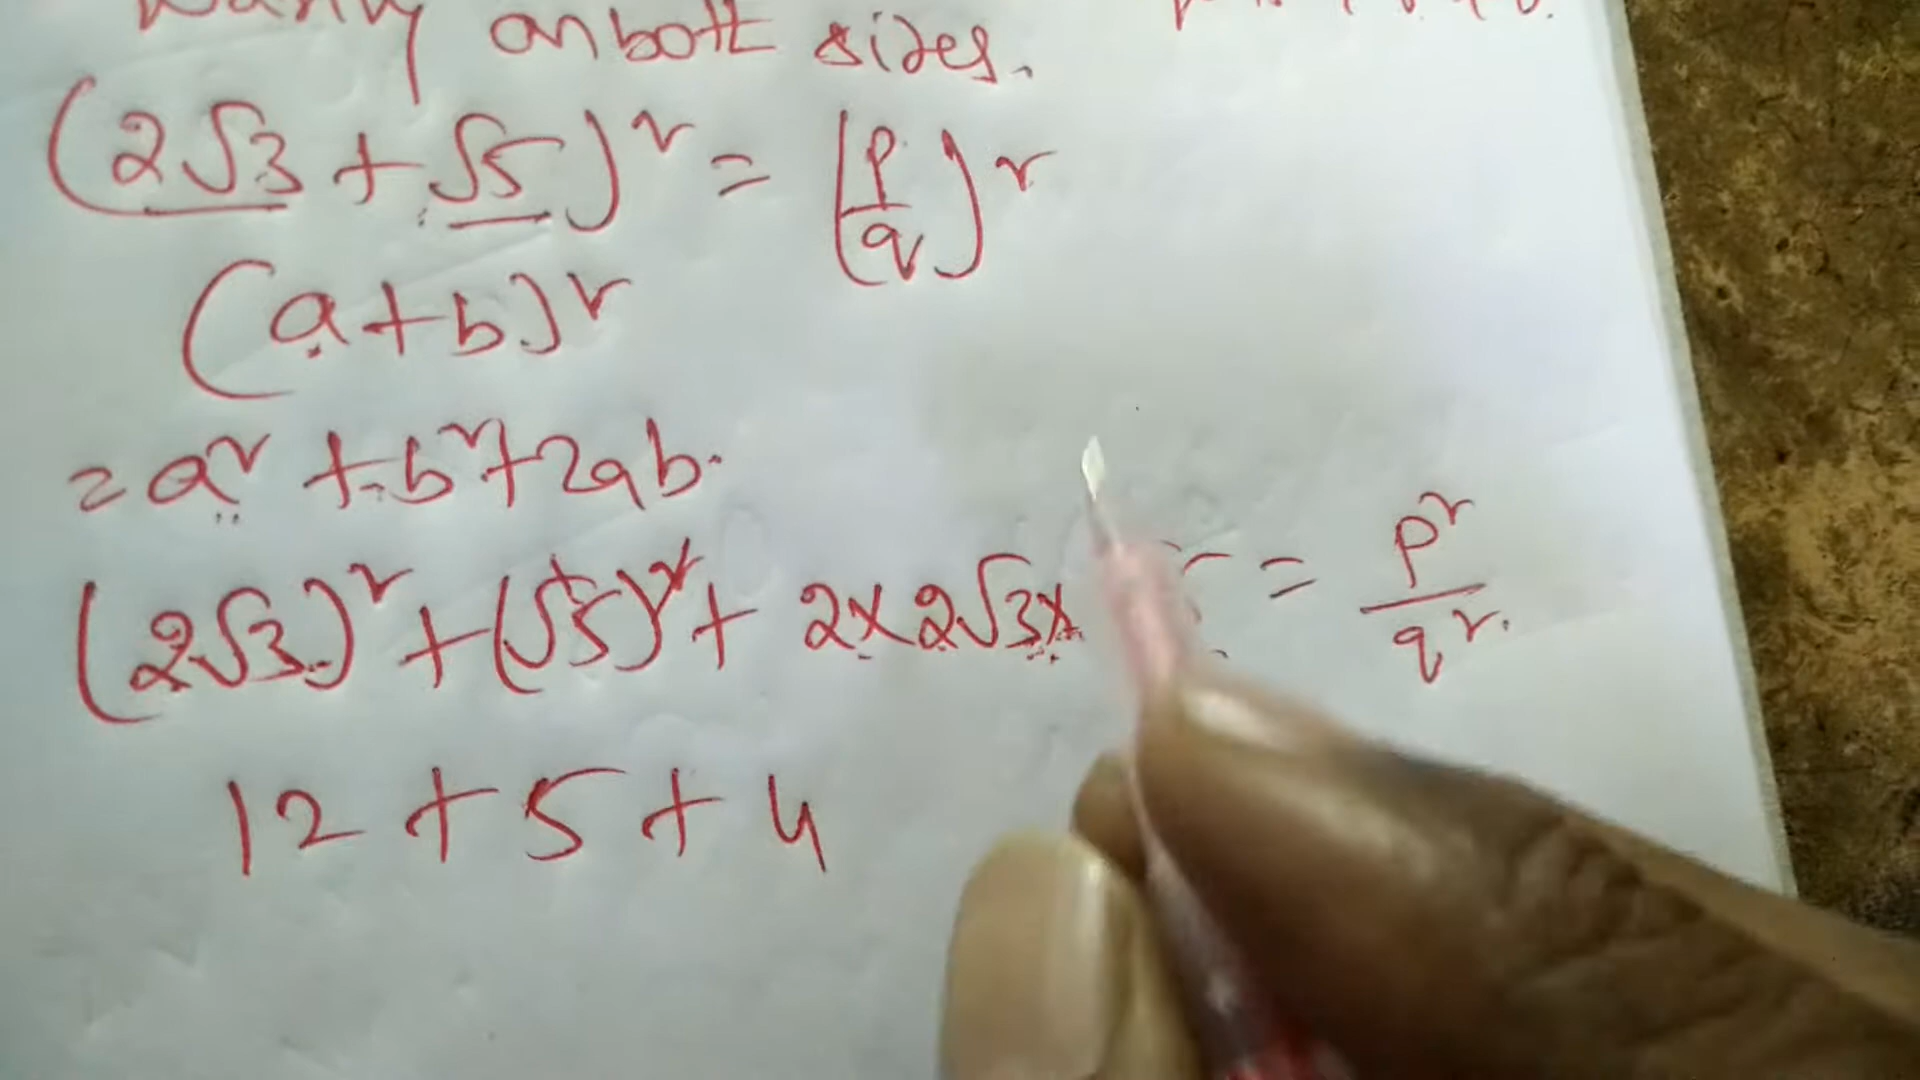 on both sides.
(2√3 + √5)² = (p/q)²
(a+b)²
= a² + b² + 2ab.
(2√3)² + (√5)² + 2×2√3× = p²/q².
12 + 5 + 4